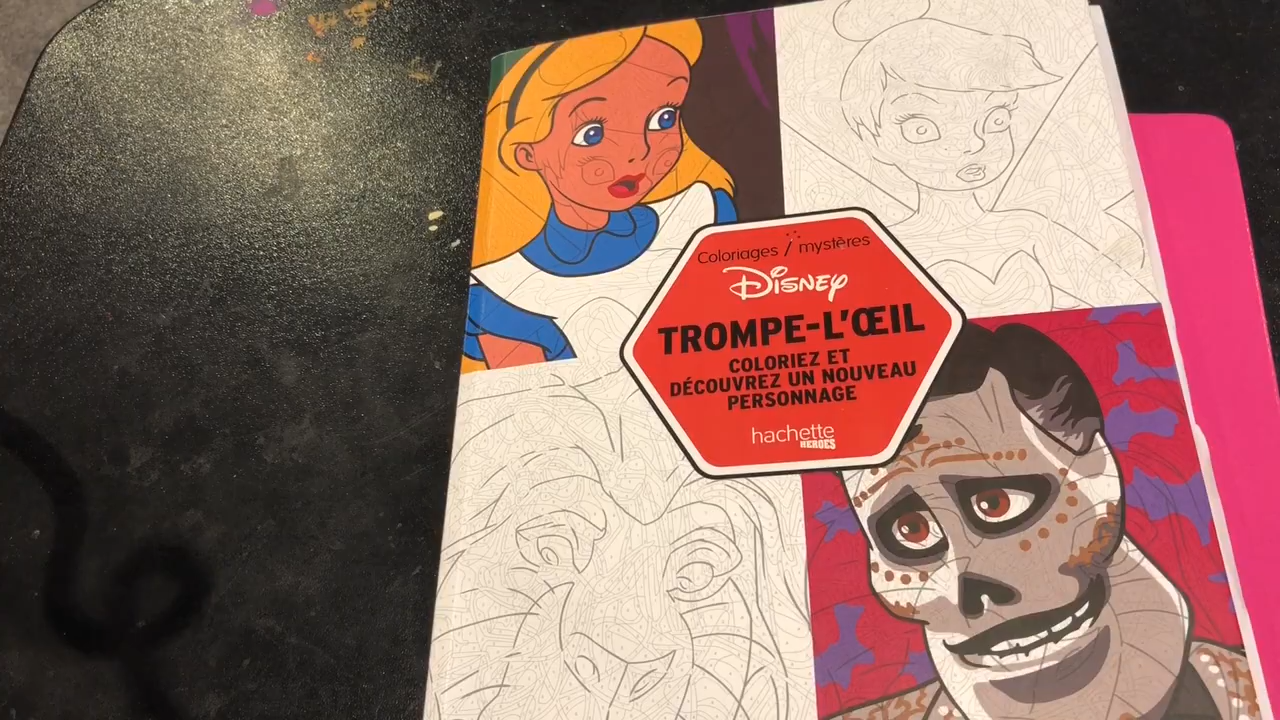 Coloriages mystères
Disney
TROMPE-L'ŒIL
COLORIEZ ET
DÉCOUVREZ UN NOUVEAU
PERSONNAGE
hachette
HEROES